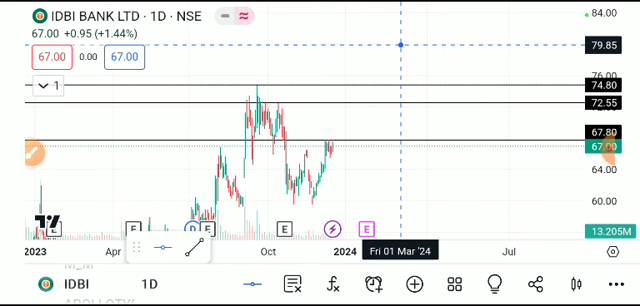 IDBI BANK LTD · 1D · NSE
67.00 +0.95 (+1.44%)
67.00 0.00 67.00
1
84.00
79.85
76.00
74.80
72.55
67.80
67.00
64.00
60.00
13.205M
E E D E E E
2023 Apr Oct 2024 Fri 01 Mar '24 Jul
M_M
IDBI 1D